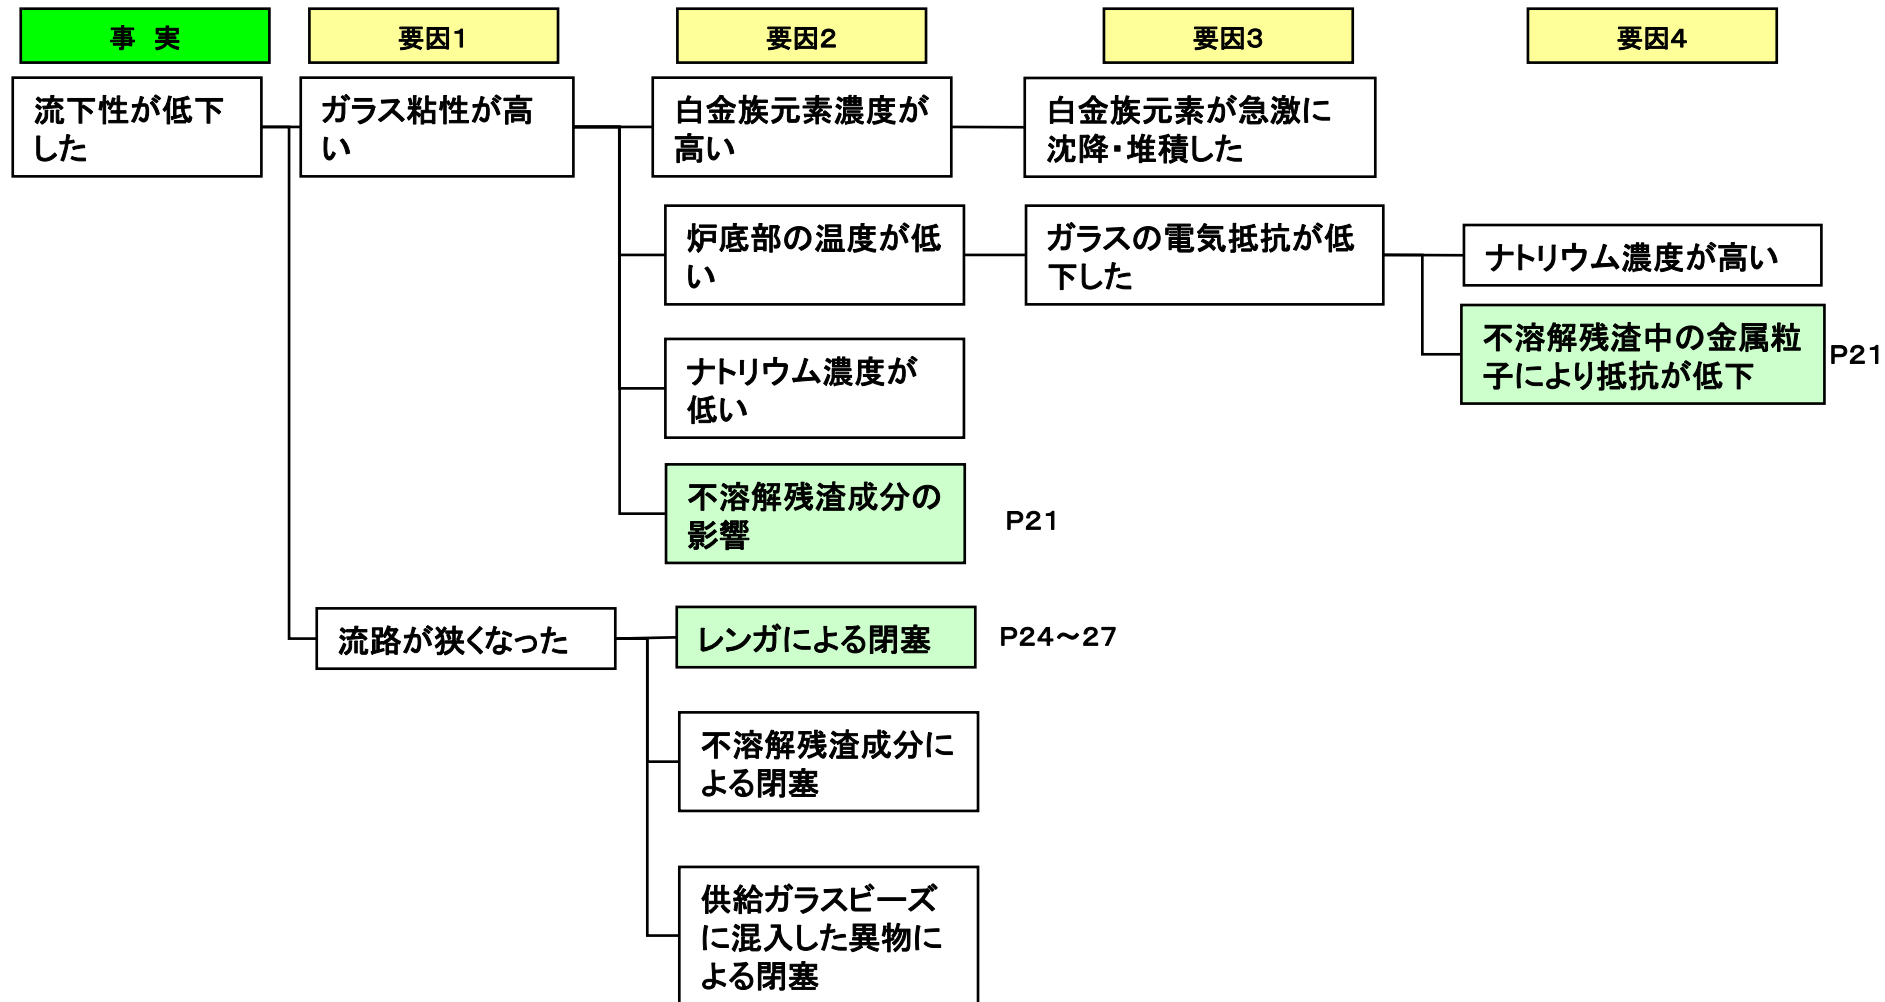 事 実
要因1
要因2
要因3
要因4
流下性が低下
した
ガラス粘性が高
い
白金族元素濃度が
高い
白金族元素が急激に
沈降・堆積した
炉底部の温度が低
い
ガラスの電気抵抗が低
下した
ナトリウム濃度が高い
不溶解残渣中の金属粒
子により抵抗が低下
P21
ナトリウム濃度が
低い
不溶解残渣成分の
影響
P21
流路が狭くなった
レンガによる閉塞
P24~27
不溶解残渣成分に
よる閉塞
供給ガラスビーズ
に混入した異物に
よる閉塞